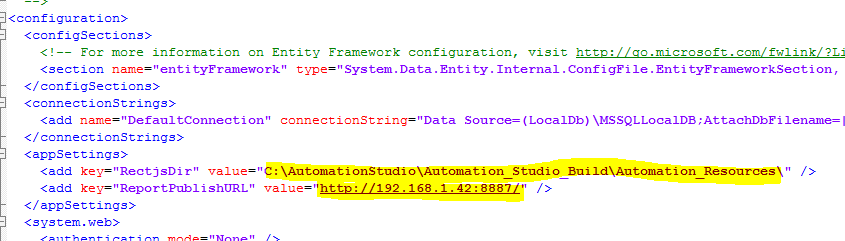 -->
<configuration>
<configSections>
<!-- For more information on Entity Framework configuration, visit http://go.microsoft.com/fwlink/?Li
<section name="entityFramework" type="System.Data.Entity.Internal.ConfigFile.EntityFrameworkSection,
</configSections>
<connectionStrings>
<add name="DefaultConnection" connectionString="Data Source=(LocalDb)\MSSQLLocalDB;AttachDbFilename=|
</connectionStrings>
<appSettings>
<add key="RectjsDir" value="C:\AutomationStudio\Automation_Studio_Build\Automation_Resources\" />
<add key="ReportPublishURL" value="http://192.168.1.42:8887/" />
</appSettings>
<system.web>
<authentication mode="None" />